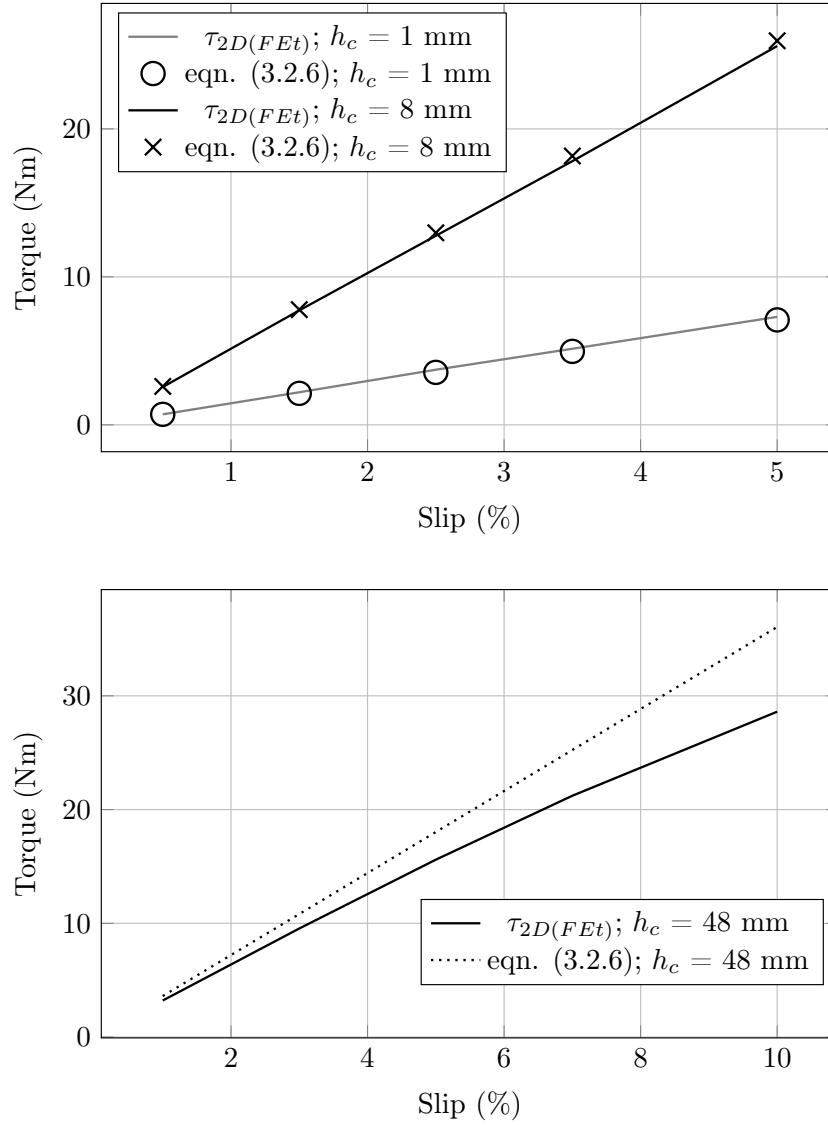 τ2D(FEt); hc = 1 mm
eqn. (3.2.6); hc = 1 mm
τ2D(FEt); hc = 8 mm
eqn. (3.2.6); hc = 8 mm
20
10
0
Torque (Nm)
1 2 3 4 5
Slip (%)
30
20
10
0
Torque (Nm)
τ2D(FEt); hc = 48 mm
eqn. (3.2.6); hc = 48 mm
2 4 6 8 10
Slip (%)